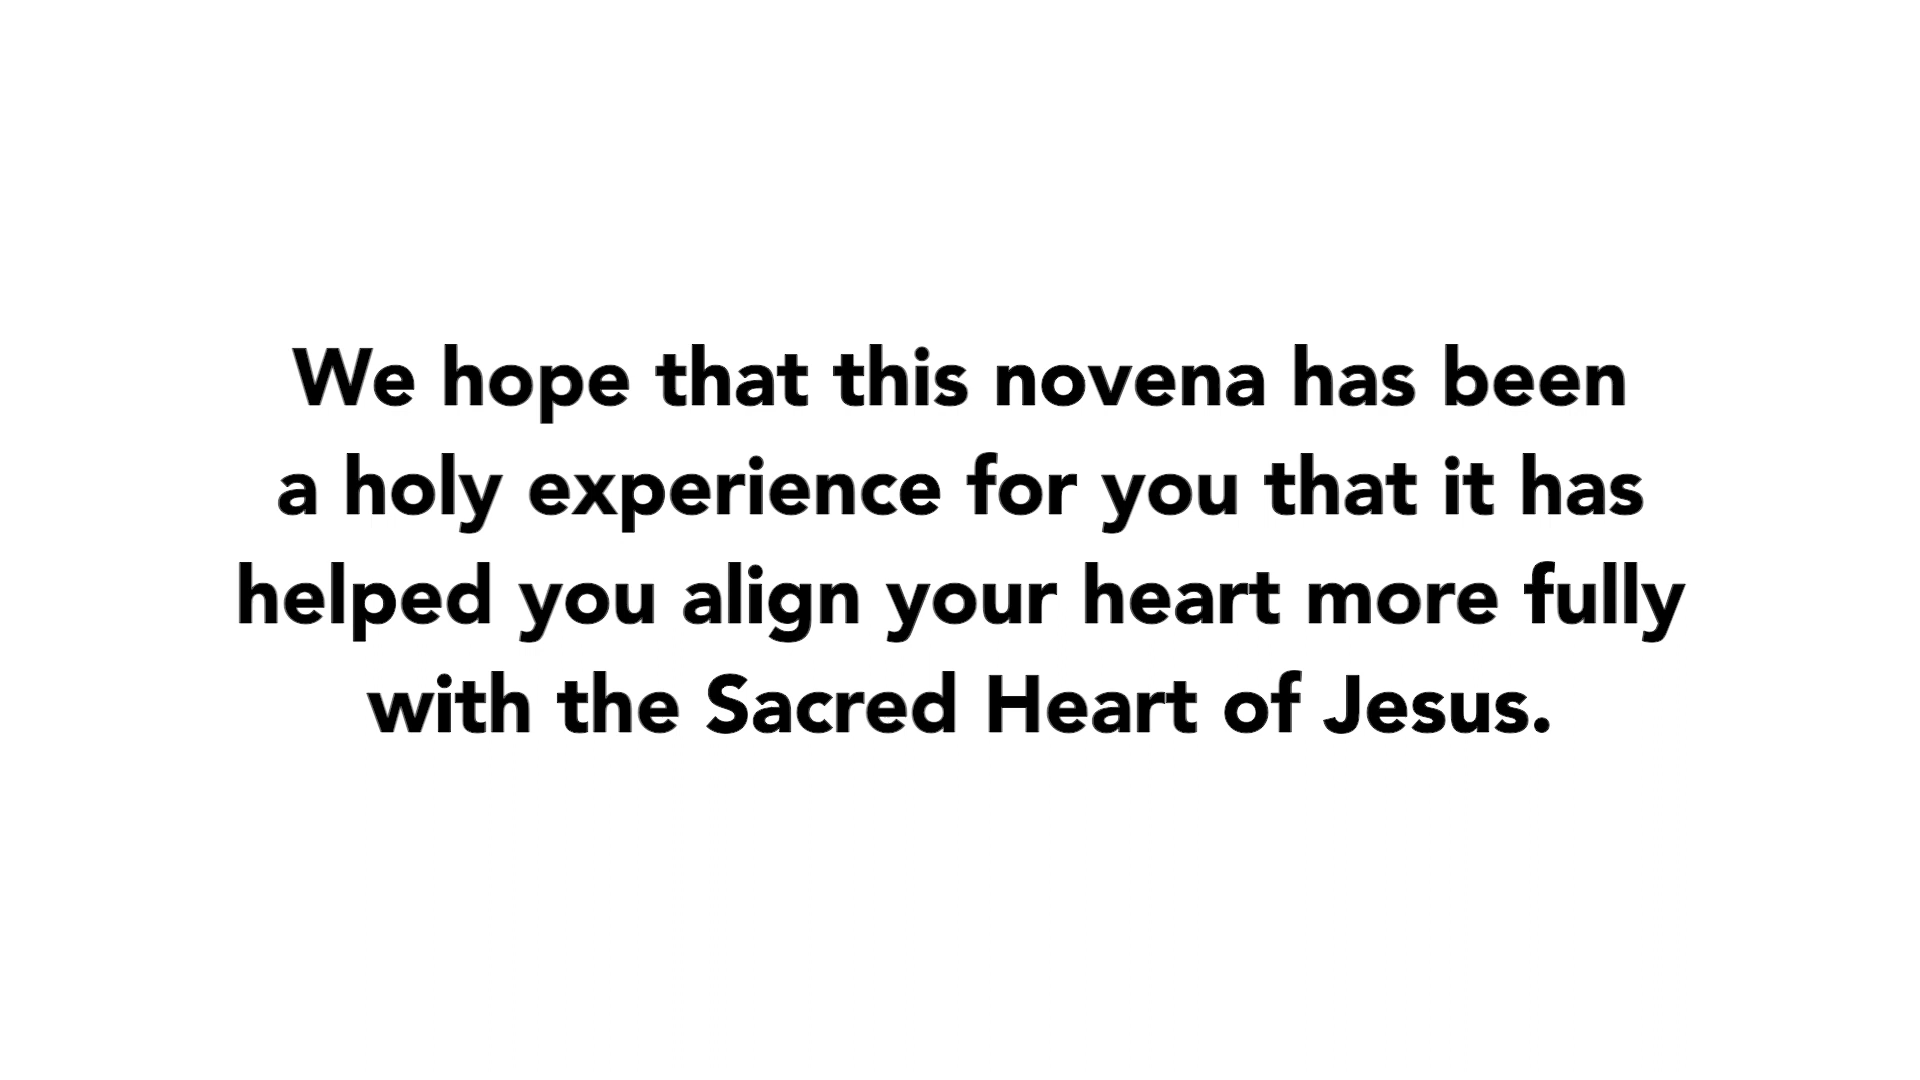 We hope that this novena has been
a holy experience for you that it has
helped you align your heart more fully
with the Sacred Heart of Jesus.